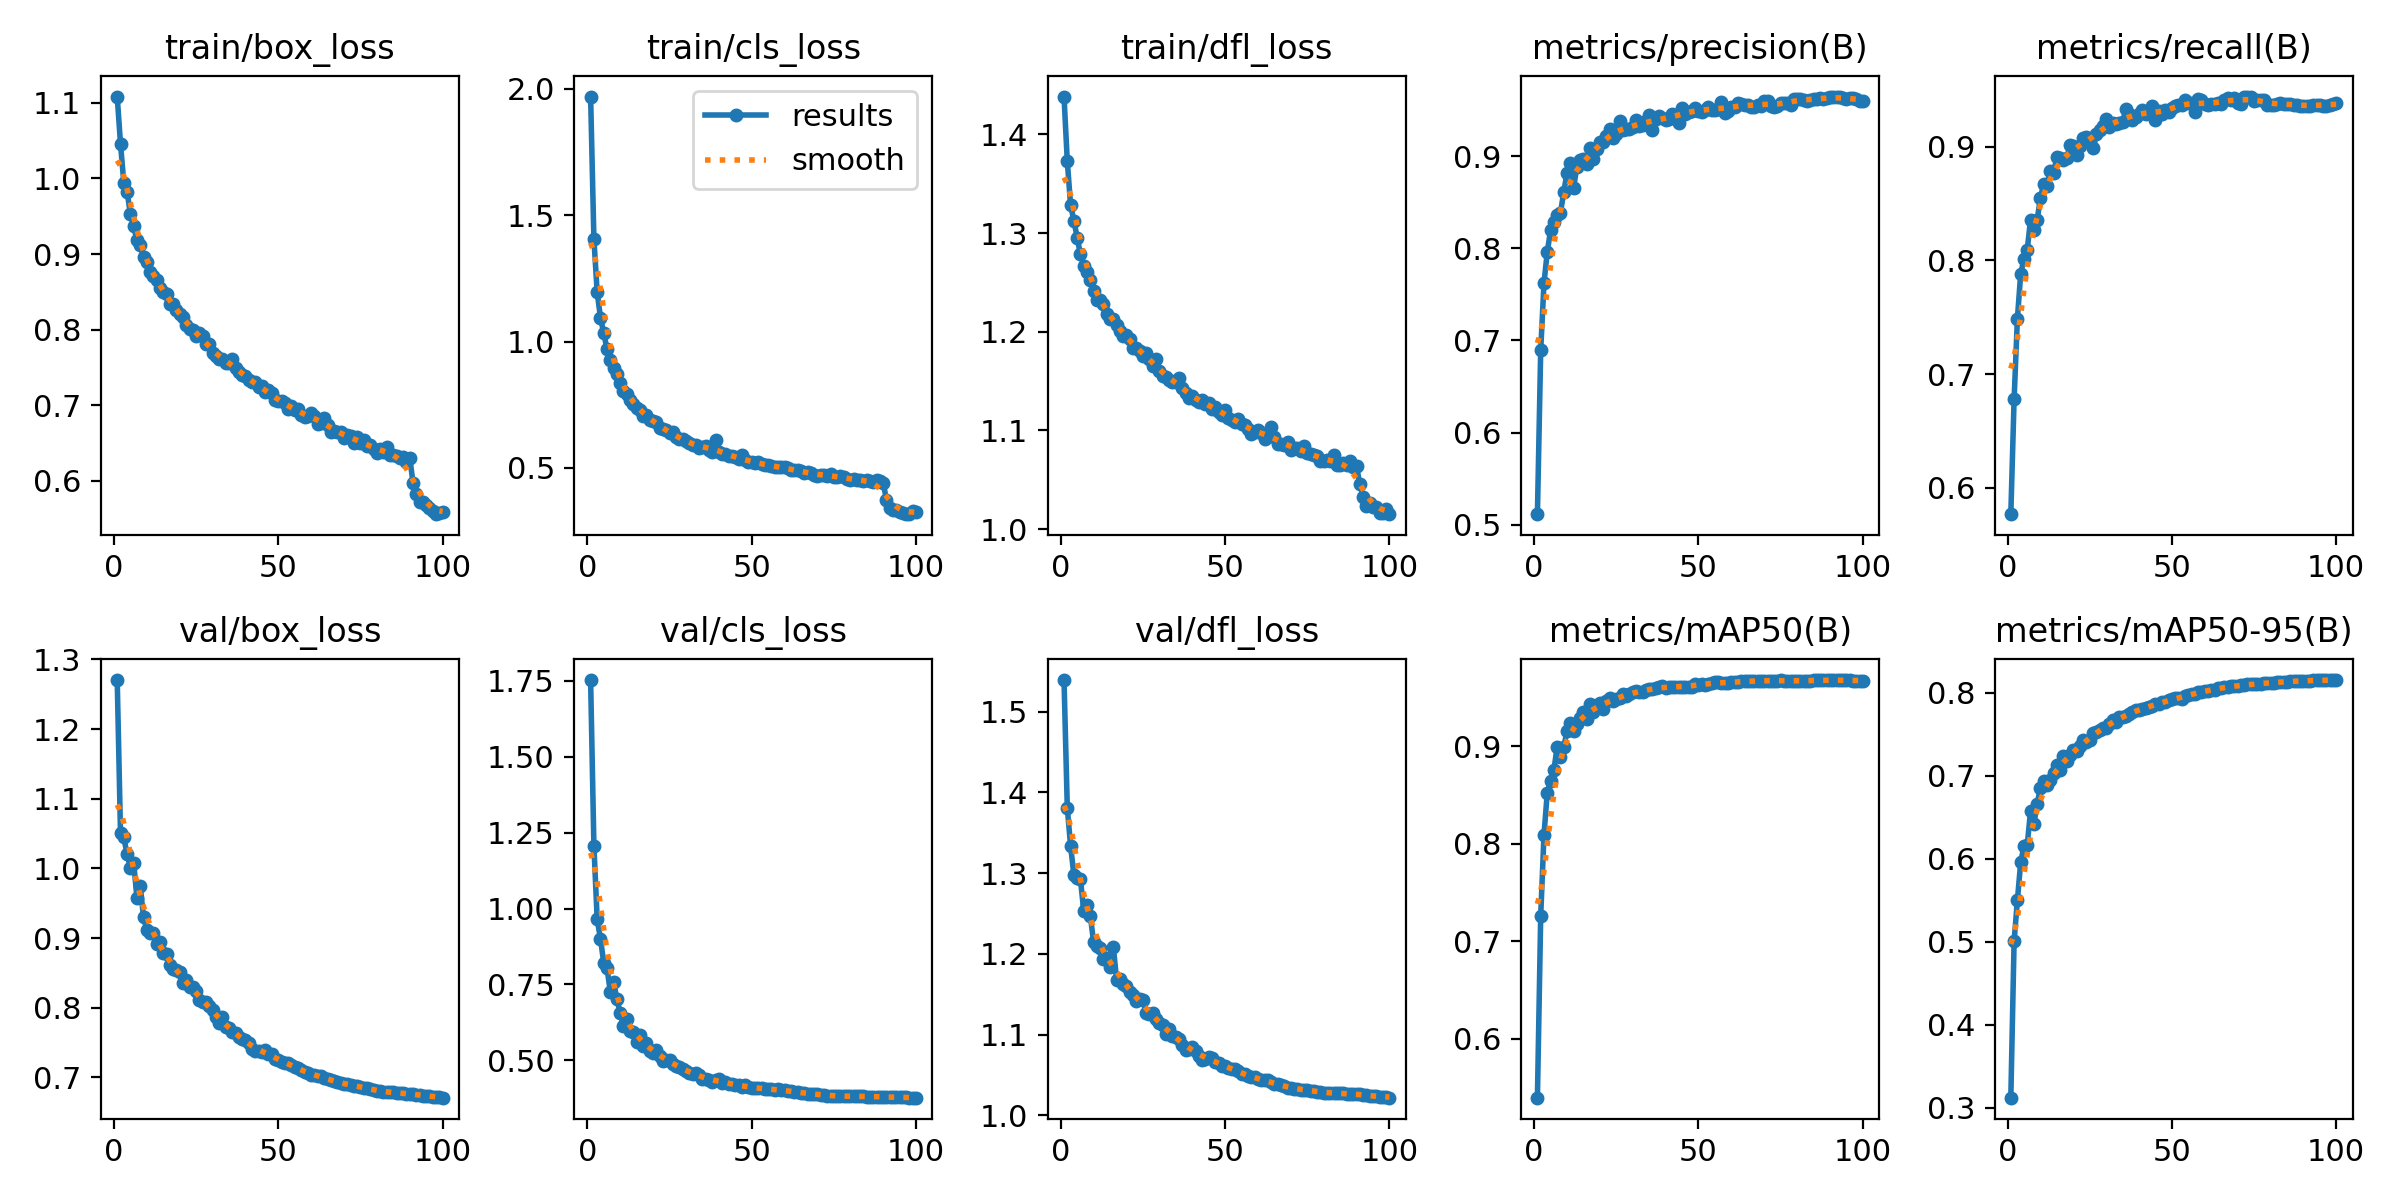 train/box_loss
1.1
1.0
0.9
0.8
0.7
0.6
0 50 100
train/cls_loss
results
smooth
2.0
1.5
1.0
0.5
0 50 100
train/dfl_loss
1.4
1.3
1.2
1.1
1.0
0 50 100
metrics/precision(B)
0.9
0.8
0.7
0.6
0.5
0 50 100
metrics/recall(B)
0.9
0.8
0.7
0.6
0 50 100
val/box_loss
1.3
1.2
1.1
1.0
0.9
0.8
0.7
0 50 100
val/cls_loss
1.75
1.50
1.25
1.00
0.75
0.50
0 50 100
val/dfl_loss
1.5
1.4
1.3
1.2
1.1
1.0
0 50 100
metrics/mAP50(B)
0.9
0.8
0.7
0.6
0 50 100
metrics/mAP50-95(B)
0.8
0.7
0.6
0.5
0.4
0.3
0 50 100